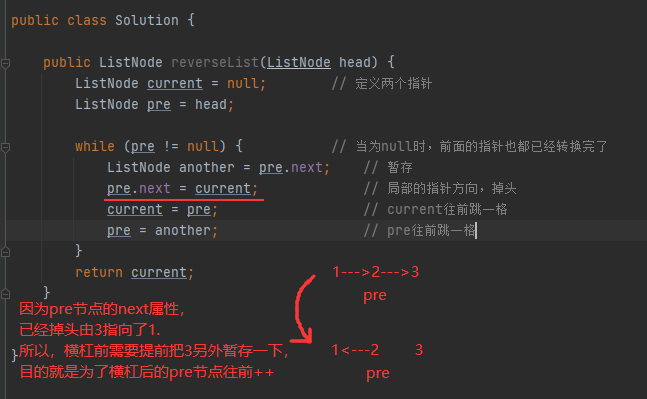 public class Solution {
public ListNode reverseList(ListNode head) {
ListNode current = null; // 定义两个指针
ListNode pre = head;
while (pre != null) { // 当为null时，前面的指针也都已经转换完了
ListNode another = pre.next; // 暂存
pre.next = current; // 局部的指针方向，掉头
current = pre; // current往前跳一格
pre = another; // pre往前跳一格
}
return current;
}
}
1--->2--->3
pre
因为pre节点的next属性，
已经掉头由3指向了1.
所以，横杠前需要提前把3另外暂存一下，
目的就是为了横杠后的pre节点往前++
1<---2 3
pre